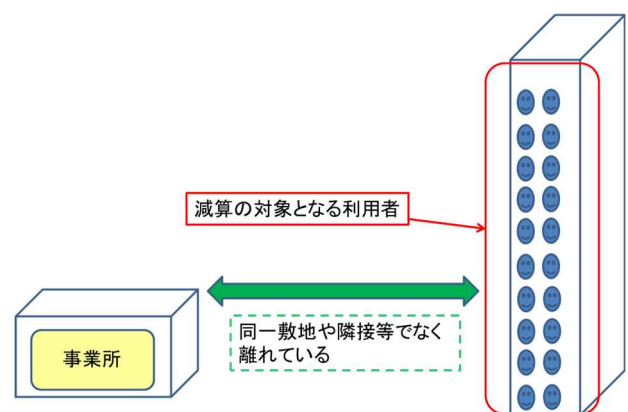 減算の対象となる利用者
同一敷地や隣接等でなく
離れている
事業所